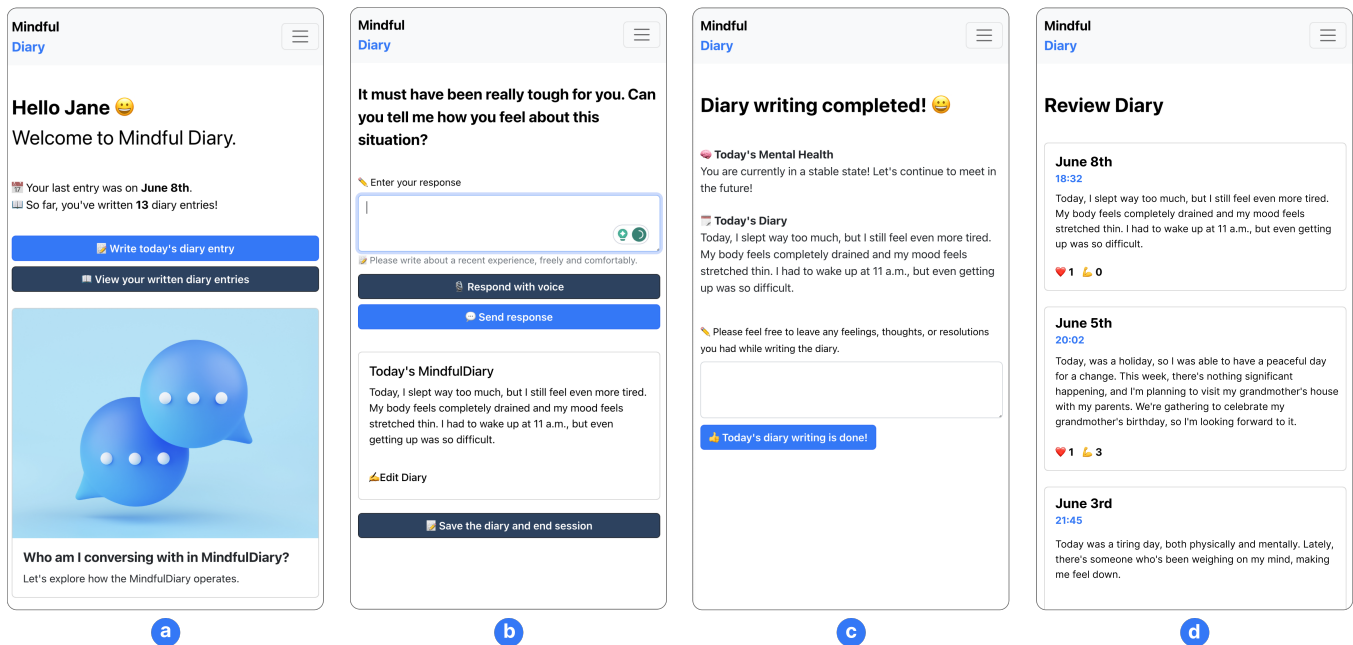 Mindful
Diary
Hello Jane 😀
Welcome to Mindful Diary.
📅 Your last entry was on June 8th.
📖 So far, you've written 13 diary entries!
📝 Write today's diary entry
📖 View your written diary entries
Who am I conversing with in MindfulDiary?
Let's explore how the MindfulDiary operates.
a
Mindful
Diary
It must have been really tough for you. Can
you tell me how you feel about this
situation?
✏️ Enter your response
📝 Please write about a recent experience, freely and comfortably.
🎙 Respond with voice
💬 Send response
Today's MindfulDiary
Today, I slept way too much, but I still feel even more tired.
My body feels completely drained and my mood feels
stretched thin. I had to wake up at 11 a.m., but even
getting up was so difficult.
✍️Edit Diary
📝 Save the diary and end session
b
Mindful
Diary
Diary writing completed! 😀
🧠 Today's Mental Health
You are currently in a stable state! Let's continue to meet in
the future!
🗓 Today's Diary
Today, I slept way too much, but I still feel even more tired.
My body feels completely drained and my mood feels
stretched thin. I had to wake up at 11 a.m., but even getting
up was so difficult.
✏️ Please feel free to leave any feelings, thoughts, or resolutions
you had while writing the diary.
👍 Today's diary writing is done!
c
Mindful
Diary
Review Diary
June 8th
18:32
Today, I slept way too much, but I still feel even more tired.
My body feels completely drained and my mood feels
stretched thin. I had to wake up at 11 a.m., but even getting
up was so difficult.
❤️ 1 💪 0
June 5th
20:02
Today, was a holiday, so I was able to have a peaceful day
for a change. This week, there's nothing significant
happening, and I'm planning to visit my grandmother's house
with my parents. We're gathering to celebrate my
grandmother's birthday, so I'm looking forward to it.
❤️ 1 💪 3
June 3rd
21:45
Today was a tiring day, both physically and mentally. Lately,
there's someone who's been weighing on my mind, making
me feel down.
d